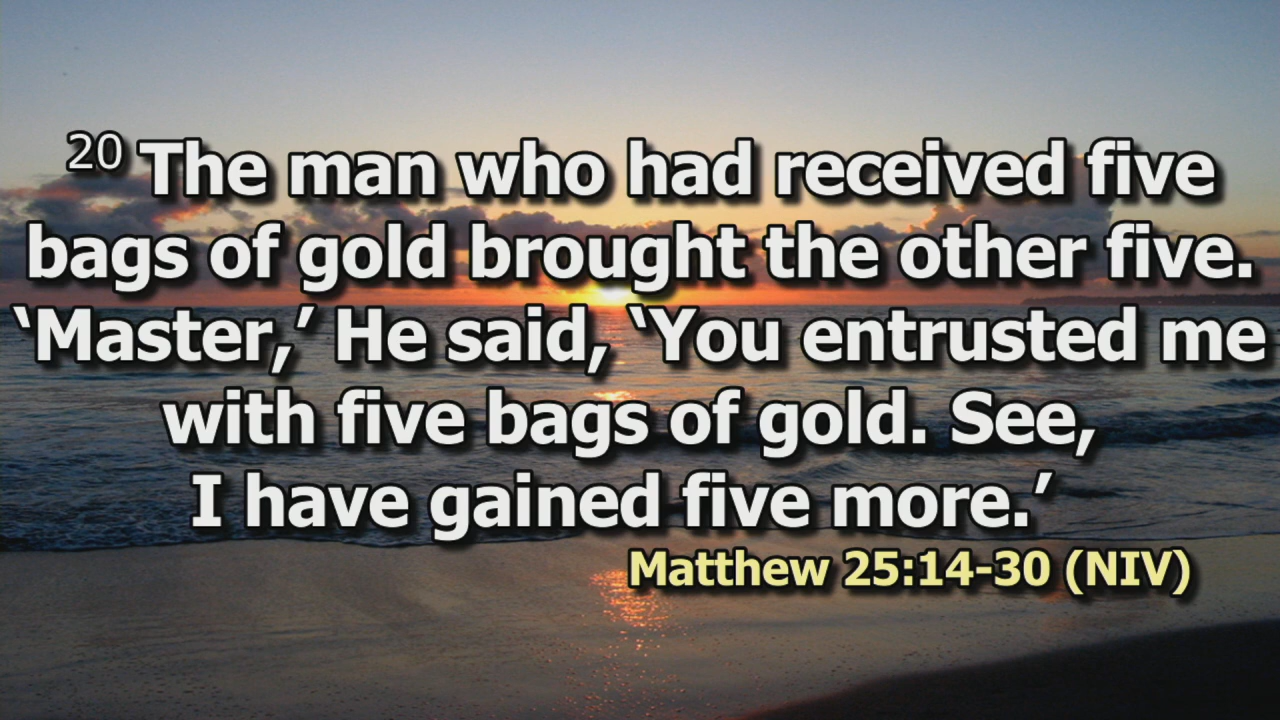 20 The man who had received five
bags of gold brought the other five.
‘Master,’ He said, ‘You entrusted me
with five bags of gold. See,
I have gained five more.’
Matthew 25:14-30 (NIV)